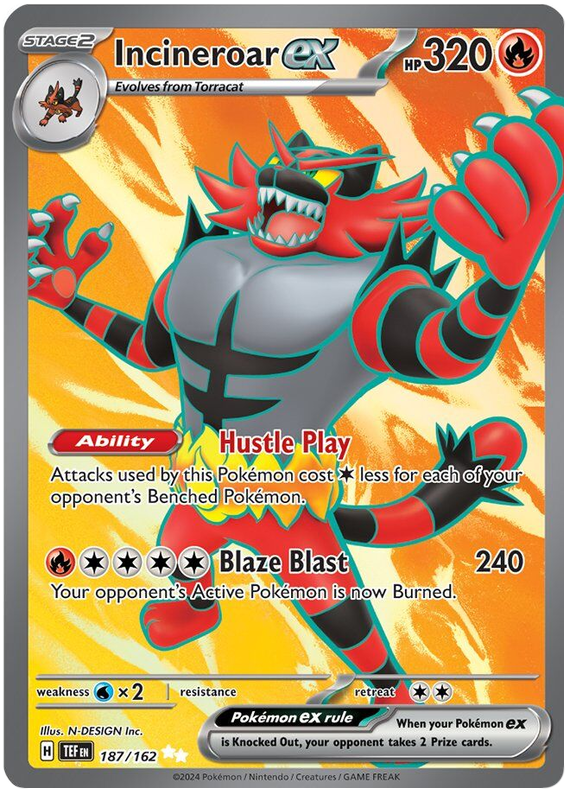 STAGE2
Incineroar ex
HP 320
Evolves from Torracat
Ability
Hustle Play
Attacks used by this Pokémon cost less for each of your
opponent's Benched Pokémon.
Blaze Blast 240
Your opponent's Active Pokémon is now Burned.
weakness ×2 resistance retreat
Illus. N-DESIGN Inc.
Pokémon ex rule
When your Pokémon ex
is Knocked Out, your opponent takes 2 Prize cards.
H TEF EN 187/162
©2024 Pokémon / Nintendo / Creatures / GAME FREAK